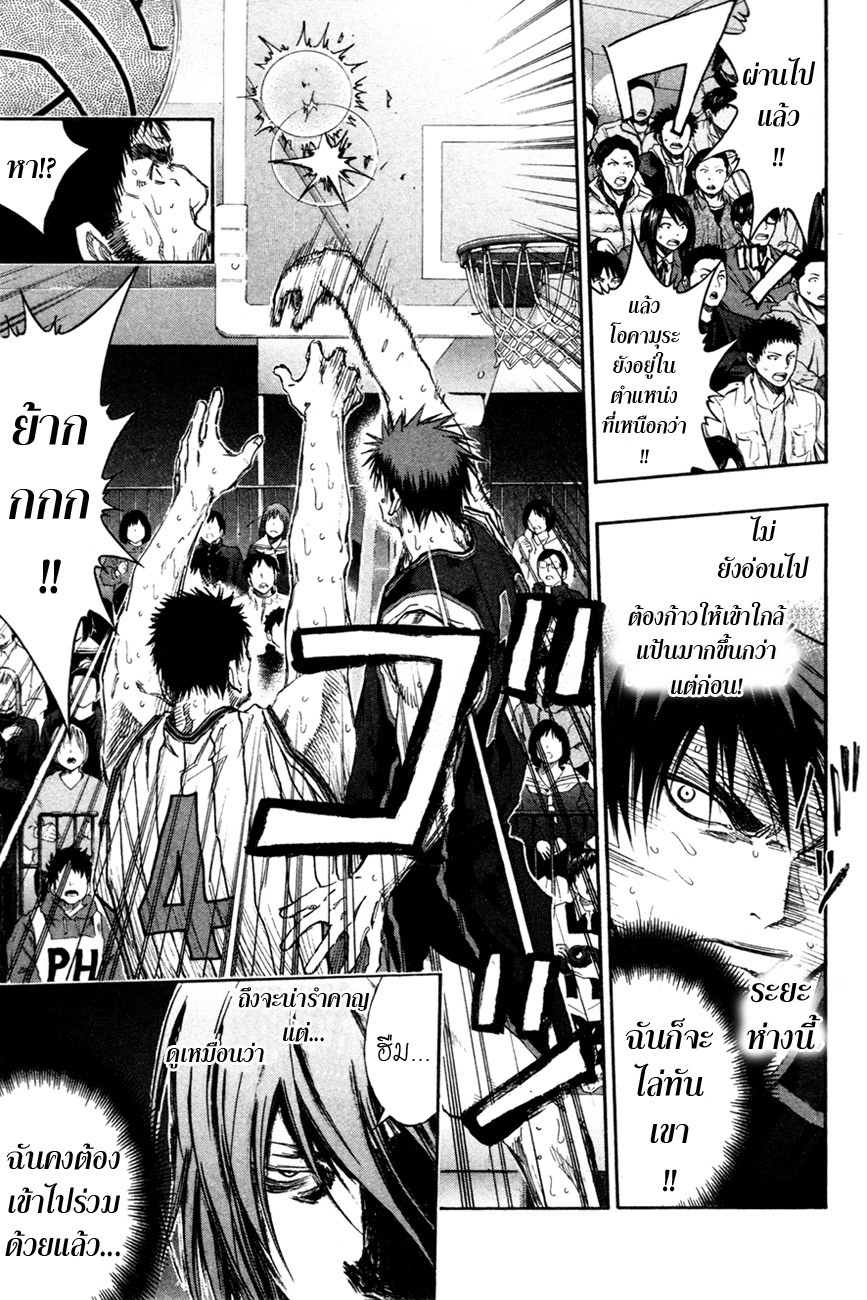 ผ่านไป
แล้ว
!!
ワ
แล้ว
โอคามุระ
ยังอยู่ใน
ตำแหน่ง
ที่เหนือกว่า
!!
หา!?
ย้าก
กกก
!!
ゴ
4
PH
ไม่
ยังอ่อนไป
ต้องก้าวให้เข้าใกล้
แป้นมากขึ้นกว่า
แต่ก่อน!
ระยะ
ห่างนี้
ฉันก็จะ
ไล่ทัน
เขา
!!
ฮึม...
ถึงจะน่ารำคาญ
แต่...
ดูเหมือนว่า
ฉันคงต้อง
เข้าไปร่วม
ด้วยแล้ว...